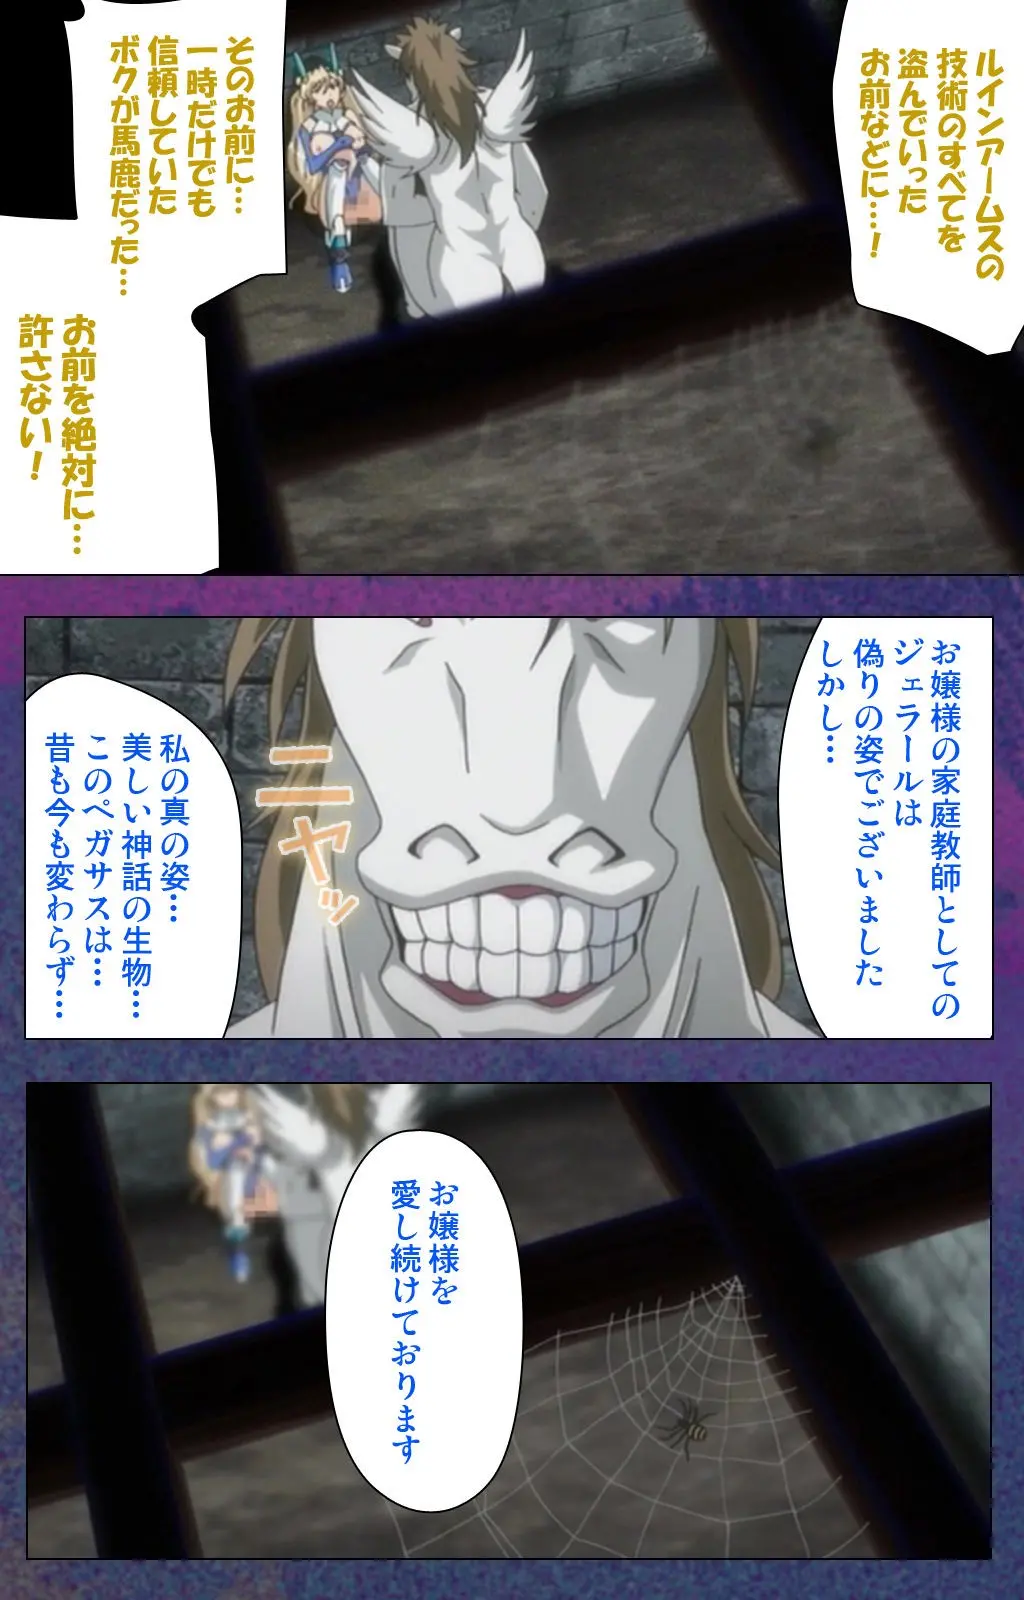 ルインアームスの
技術のすべてを
盗んでいった
お前などに…！
そのお前に…
一時だけでも
信頼していた
ボクが馬鹿だった…
お前を絶対に…
許さない！
お嬢様の家庭教師としての
ジェラールは
偽りの姿でございました
しかし…
ニヤッ
私の真の姿…
美しい神話の生物…
このペガサスは…
昔も今も変わらず…
お嬢様を
愛し続けております